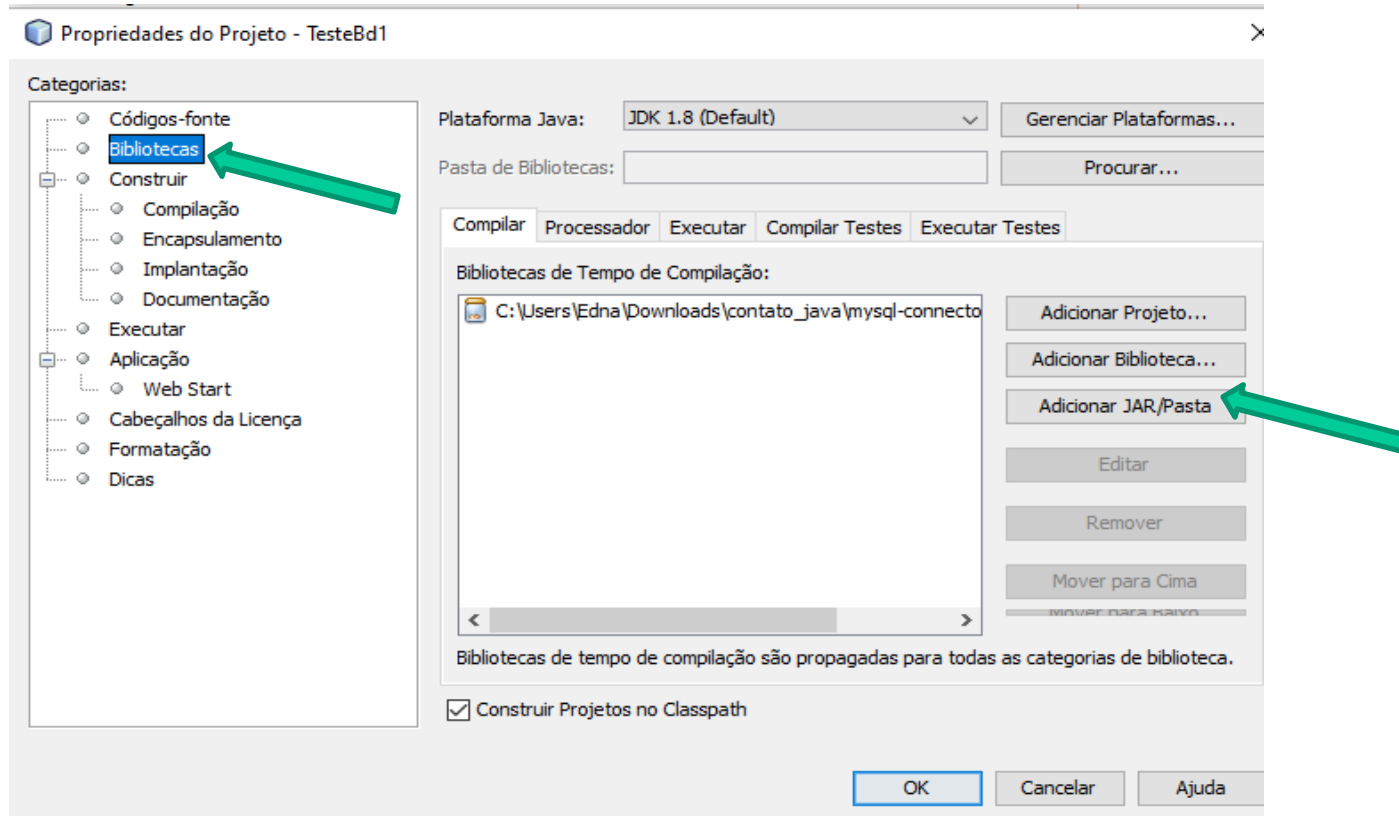 Propriedades do Projeto - TesteBd1
Categorias:
Códigos-fonte
Bibliotecas
Construir
Compilação
Encapsulamento
Implantação
Documentação
Executar
Aplicação
Web Start
Cabeçalhos da Licença
Formatação
Dicas
Plataforma Java: JDK 1.8 (Default) Gerenciar Plataformas...
Pasta de Bibliotecas: Procurar...
Compilar Processador Executar Compilar Testes Executar Testes
Bibliotecas de Tempo de Compilação:
C:\Users\Edna\Downloads\contato_java\mysql-connecto
Adicionar Projeto...
Adicionar Biblioteca...
Adicionar JAR/Pasta
Editar
Remover
Mover para Cima
Mover para Baixo
Bibliotecas de tempo de compilação são propagadas para todas as categorias de biblioteca.
Construir Projetos no Classpath
OK Cancelar Ajuda